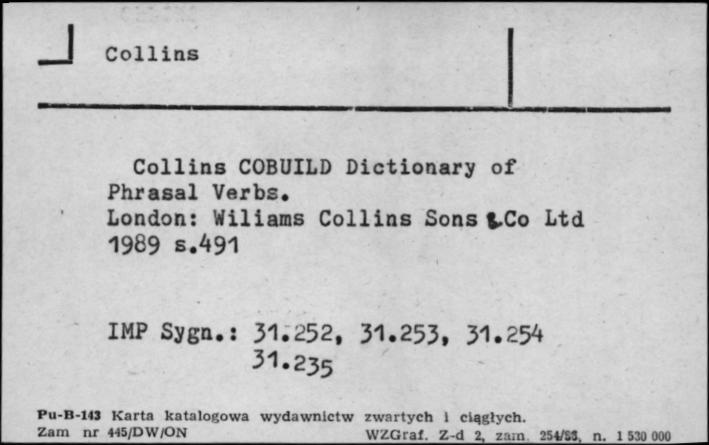 Collins
Collins COBUILD Dictionary of
Phrasal Verbs.
London: Wiliams Collins Sons & Co Ltd
1989 s.491
IMP Sygn.: 31.252, 31.253, 31.254
31.235
Pu-B-143 Karta katalogowa wydawnictw zwartych i ciągłych.
Zam nr 445/DW/ON
WZGraf. Z-d 2, zam. 254/83, n. 1 530 000